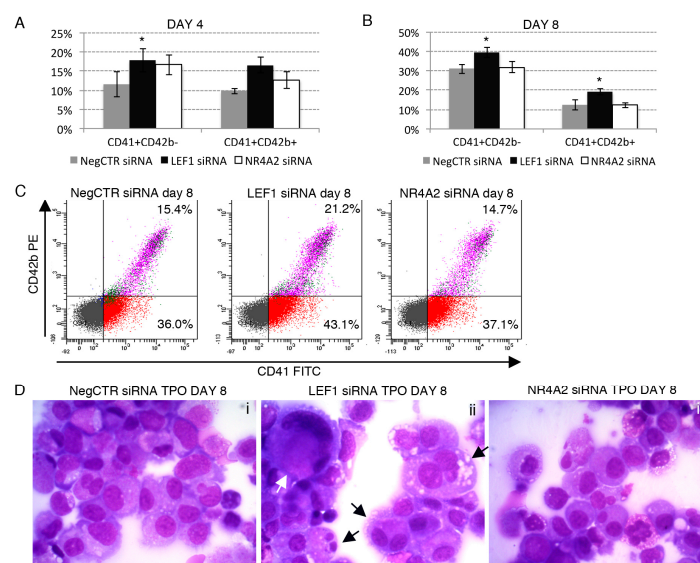 A
DAY 4
25%
20%
15%
10%
5%
0%
*
CD41+CD42b-
CD41+CD42b+
NegCTR siRNA LEF1 siRNA NR4A2 siRNA
B
DAY 8
50%
40%
30%
20%
10%
0%
*
*
CD41+CD42b-
CD41+CD42b+
NegCTR siRNA LEF1 siRNA NR4A2 siRNA
C
NegCTR siRNA day 8
LEF1 siRNA day 8
NR4A2 siRNA day 8
15.4%
21.2%
14.7%
36.0%
43.1%
37.1%
CD42b PE
CD41 FITC
D
NegCTR siRNA TPO DAY 8
LEF1 siRNA TPO DAY 8
NR4A2 siRNA TPO DAY 8
i
ii